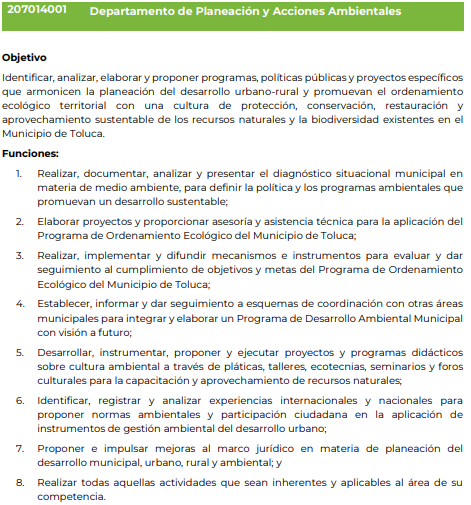 207014001 Departamento de Planeación y Acciones Ambientales
Objetivo
Identificar, analizar, elaborar y proponer programas, políticas públicas y proyectos específicos
que armonicen la planeación del desarrollo urbano-rural y promuevan el ordenamiento
ecológico territorial con una cultura de protección, conservación, restauración y
aprovechamiento sustentable de los recursos naturales y la biodiversidad existentes en el
Municipio de Toluca.
Funciones:
1. Realizar, documentar, analizar y presentar el diagnóstico situacional municipal en
materia de medio ambiente, para definir la política y los programas ambientales que
promuevan un desarrollo sustentable;
2. Elaborar proyectos y proporcionar asesoría y asistencia técnica para la aplicación del
Programa de Ordenamiento Ecológico del Municipio de Toluca;
3. Realizar, implementar y difundir mecanismos e instrumentos para evaluar y dar
seguimiento al cumplimiento de objetivos y metas del Programa de Ordenamiento
Ecológico del Municipio de Toluca;
4. Establecer, informar y dar seguimiento a esquemas de coordinación con otras áreas
municipales para integrar y elaborar un Programa de Desarrollo Ambiental Municipal
con visión a futuro;
5. Desarrollar, instrumentar, proponer y ejecutar proyectos y programas didácticos
sobre cultura ambiental a través de pláticas, talleres, ecotecnias, seminarios y foros
culturales para la capacitación y aprovechamiento de recursos naturales;
6. Identificar, registrar y analizar experiencias internacionales y nacionales para
proponer normas ambientales y participación ciudadana en la aplicación de
instrumentos de gestión ambiental del desarrollo urbano;
7. Proponer e impulsar mejoras al marco jurídico en materia de planeación del
desarrollo municipal, urbano, rural y ambiental; y
8. Realizar todas aquellas actividades que sean inherentes y aplicables al área de su
competencia.